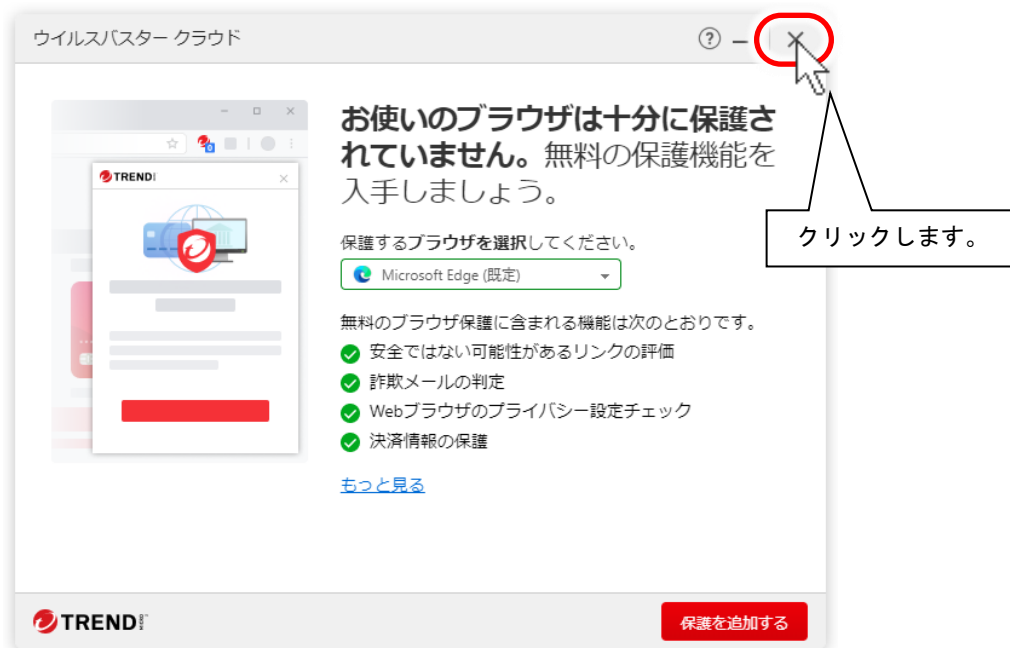 ウイルスバスター クラウド
?
TREND
0
お使いのブラウザは十分に保護さ
れていません。無料の保護機能を
入手しましょう。
保護するブラウザを選択してください。
Microsoft Edge (既定)
無料のブラウザ保護に含まれる機能は次のとおりです。
安全ではない可能性があるリンクの評価
詐欺メールの判定
Webブラウザのプライバシー設定チェック
決済情報の保護
もっと見る
クリックします。
TREND MICRO™
保護を追加する